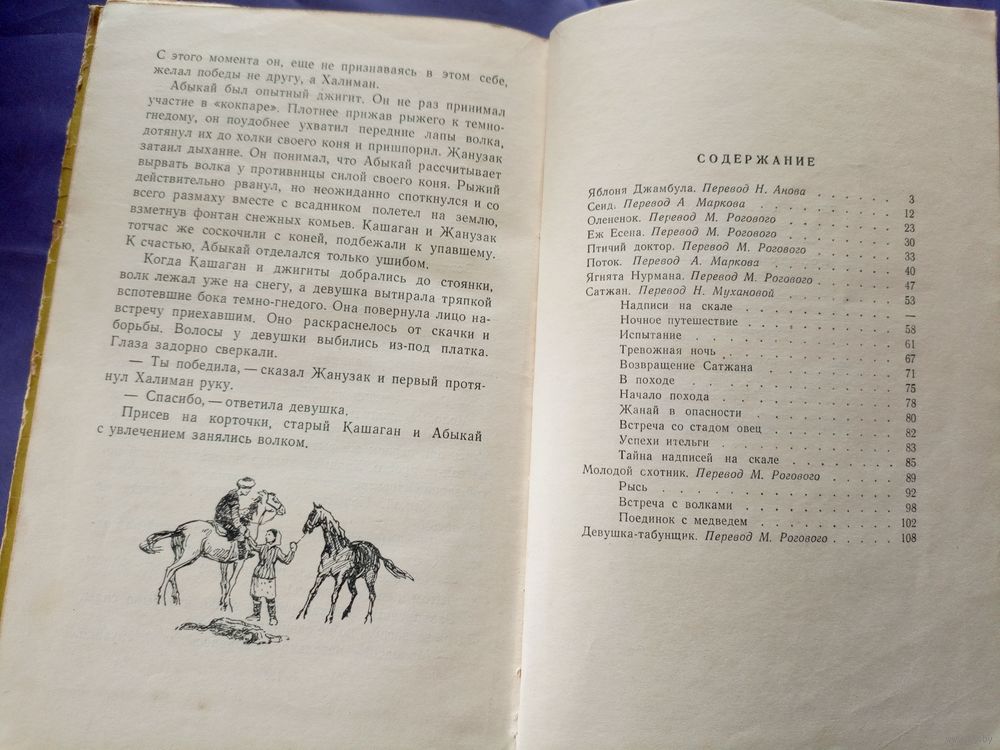 С этого момента он, еще не признаваясь в этом себе,
желал победы не другу, а Халиман.
Абыкай был опытный джигит. Он не раз принимал
участие в «кокпаре». Плотнее прижав рыжего к темно-
гнедому, он поудобнее ухватил передние лапы волка,
дотянул их до холки своего коня и пришпорил. Жанузак
затаил дыхание. Он понимал, что Абыкай рассчитывает
вырвать волка у противницы силой своего коня. Рыжий
действительно рванул, но неожиданно споткнулся и со
всего размаху вместе с всадником полетел на землю,
взметнув фонтан снежных комьев. Кашаган и Жанузак
тотчас же соскочили с коней, подбежали к упавшему.
К счастью, Абыкай отделался только ушибом.
Когда Кашаган и джигиты добрались до стоянки,
волк лежал уже на снегу, а девушка вытирала тряпкой
вспотевшие бока темно-гнедого. Она повернула лицо на-
встречу приехавшим. Оно раскраснелось от скачки и
борьбы. Волосы у девушки выбились из-под платка.
Глаза задорно сверкали.
— Ты победила, — сказал Жанузак и первый протя-
нул Халиман руку.
— Спасибо, — ответила девушка.
Присев на корточки, старый Кашаган и Абыкай
с увлечением занялись волком.
СОДЕРЖАНИЕ
Яблоня Джамбула. Перевод Н. Анова . . . . . . . 3
Сеид. Перевод А Маркова . . . . . . . . . 12
Олененок. Перевод М. Рогового . . . . . . . . 23
Еж Есена. Перевод М. Рогового . . . . . . . . 30
Птичий доктор. Перевод М. Рогового . . . . . . . 33
Поток. Перевод А. Маркова . . . . . . . . . 40
Ягнята Нурмана. Перевод М. Рогового . . . . . . . 47
Сатжан. Перевод Н. Мухановой . . . . . . . . 53
Надписи на скале . . . . . . . . . . —
Ночное путешествие . . . . . . . . . 58
Испытание . . . . . . . . . . . 61
Тревожная ночь . . . . . . . . . . 67
Возвращение Сатжана . . . . . . . . . 71
В походе . . . . . . . . . . . 75
Начало похода . . . . . . . . . . 78
Жанай в опасности . . . . . . . . . 80
Встреча со стадом овец . . . . . . . . 82
Успехи ительги . . . . . . . . . . 83
Тайна надписей на скале . . . . . . . . 85
Молодой схотник. Перевод М. Рогового . . . . . . 89
Рысь . . . . . . . . . . . . 92
Встреча с волками . . . . . . . . . 98
Поединок с медведем . . . . . . . . . 102
Девушка-табунщик. Перевод М. Рогового . . . . . . 108